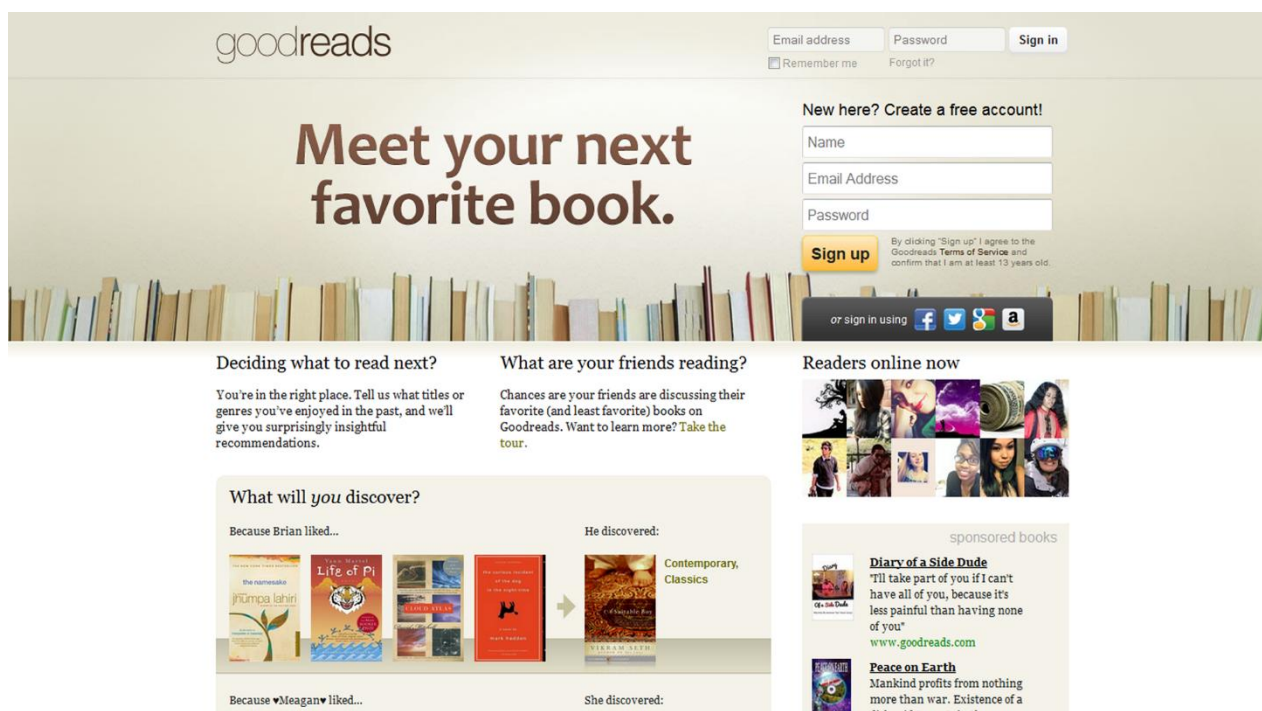 goodreads
Email address
Password
Sign in
Remember me
Forgot it?
Meet your next
favorite book.
New here? Create a free account!
Name
Email Address
Password
Sign up
By clicking "Sign up" I agree to the
Goodreads Terms of Service and
confirm that I am at least 13 years old.
or sign in using
Deciding what to read next?
You're in the right place. Tell us what titles or
genres you've enjoyed in the past, and we'll
give you surprisingly insightful
recommendations.
What are your friends reading?
Chances are your friends are discussing their
favorite (and least favorite) books on
Goodreads. Want to learn more? Take the
tour.
Readers online now
What will you discover?
Because Brian liked...
He discovered:
the namesake
jhumpa lahiri
Yann Martel
Life of Pi
CLOUD ATLAS
the curious incident
of the dog
in the night-time
mark haddon
A Suitable Boy
VIKRAM SETH
Contemporary,
Classics
Because ♥Meagan♥ liked...
She discovered:
sponsored books
Diary
Of a Side Dude
Diary of a Side Dude
"I'll take part of you if I can't
have all of you, because it's
less painful than having none
of you"
www.goodreads.com
PEACE ON EARTH
Peace on Earth
Mankind profits from nothing
more than war. Existence of a